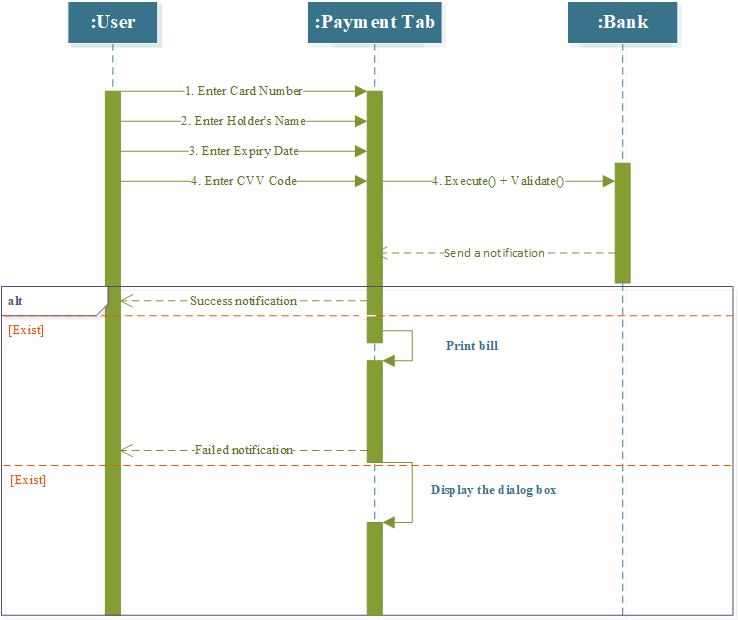 :User
:Payment Tab
:Bank
1. Enter Card Number
2. Enter Holder's Name
3. Enter Expiry Date
4. Enter CVV Code
4. Execute() + Validate()
Send a notification
alt
Success notification
[Exist]
Print bill
Failed notification
[Exist]
Display the dialog box